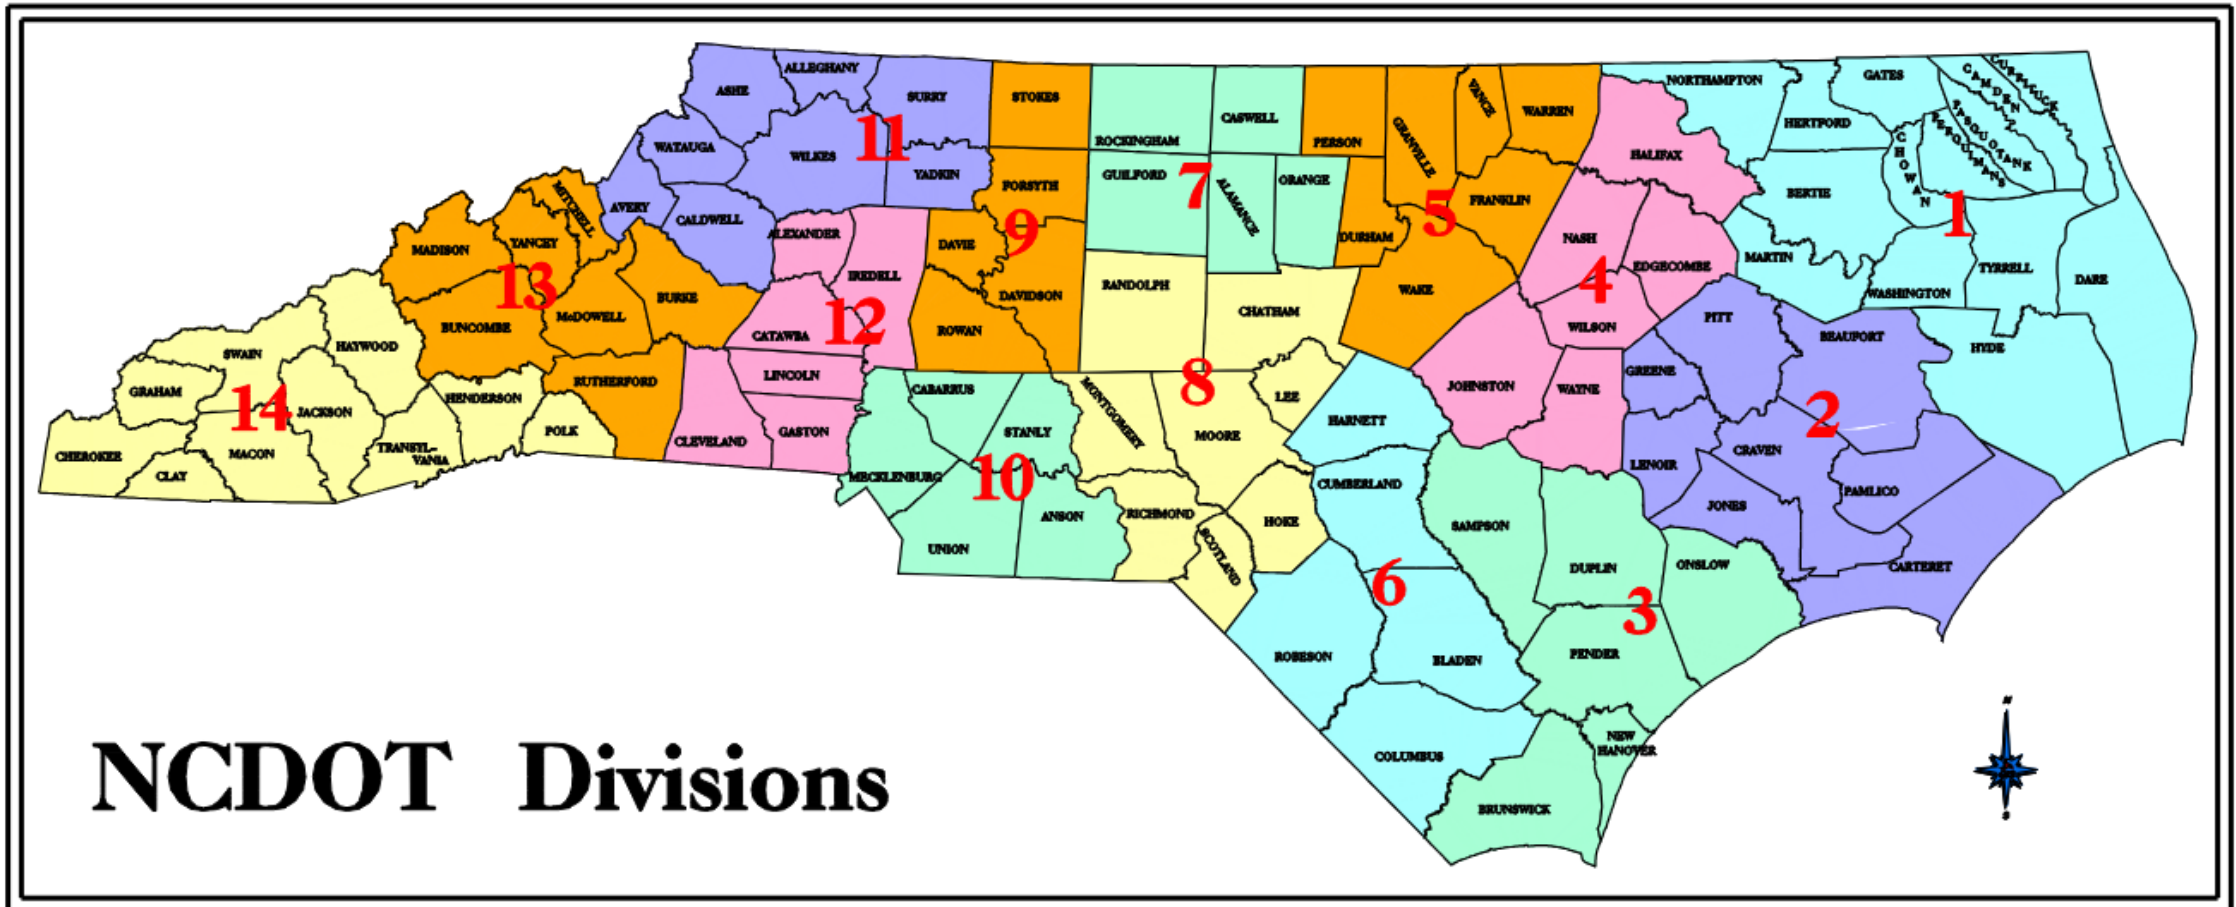 ASHE
ALLEGHANY
SURRY
STOKES
ROCKINGHAM
CASWELL
PERSON
GRANVILLE
VANCE
WARREN
NORTHAMPTON
GATES
CAMDEN
CURRITUCK
HERTFORD
PASQUOTANK
PERQUIMANS
CHOWAN
WATAUGA
WILKES
11
YADKIN
FORSYTH
GUILFORD
7
ALAMANCE
ORANGE
DURHAM
5
FRANKLIN
HALIFAX
BERTIE
1
MITCHELL
AVERY
CALDWELL
ALEXANDER
IREDELL
DAVIE
9
DAVIDSON
MADISON
YANCEY
13
BURKE
McDOWELL
BUNCOMBE
CATAWBA
12
ROWAN
RANDOLPH
CHATHAM
WAKE
NASH
4
EDGECOMBE
WILSON
MARTIN
WASHINGTON
TYRRELL
DARE
PITT
BEAUFORT
HYDE
SWAIN
HAYWOOD
GRAHAM
14
JACKSON
HENDERSON
RUTHERFORD
LINCOLN
CABARRUS
MONTGOMERY
8
LEE
JOHNSTON
WAYNE
GREENE
2
CHEROKEE
CLAY
MACON
TRANSYL-
VANIA
POLK
CLEVELAND
GASTON
MECKLENBURG
STANLY
10
MOORE
HARNETT
LENOIR
CRAVEN
PAMLICO
JONES
UNION
ANSON
RICHMOND
SCOTLAND
HOKE
CUMBERLAND
SAMPSON
DUPLIN
ONSLOW
CARTERET
6
3
ROBESON
BLADEN
PENDER
NEW
HANOVER
COLUMBUS
BRUNSWICK
N
S
NCDOT Divisions